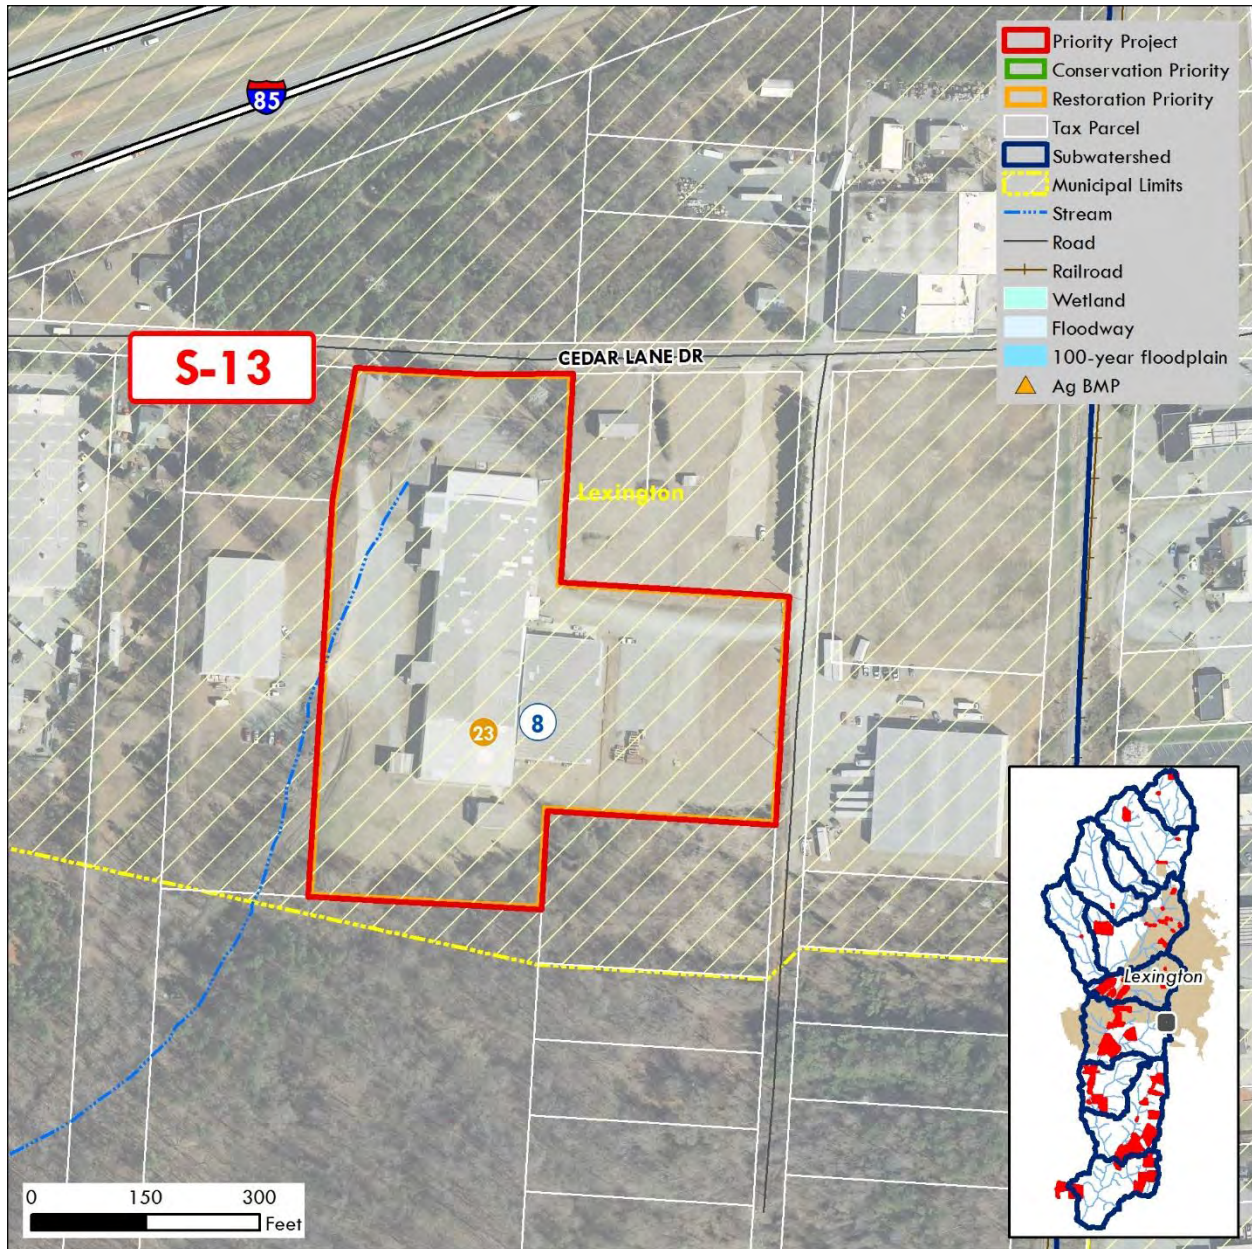 85
Priority Project
Conservation Priority
Restoration Priority
Tax Parcel
Subwatershed
Municipal Limits
Stream
Road
Railroad
Wetland
Floodway
100-year floodplain
Ag BMP
S-13
CEDAR LANE DR
Lexington
23
8
Lexington
0 150 300
Feet